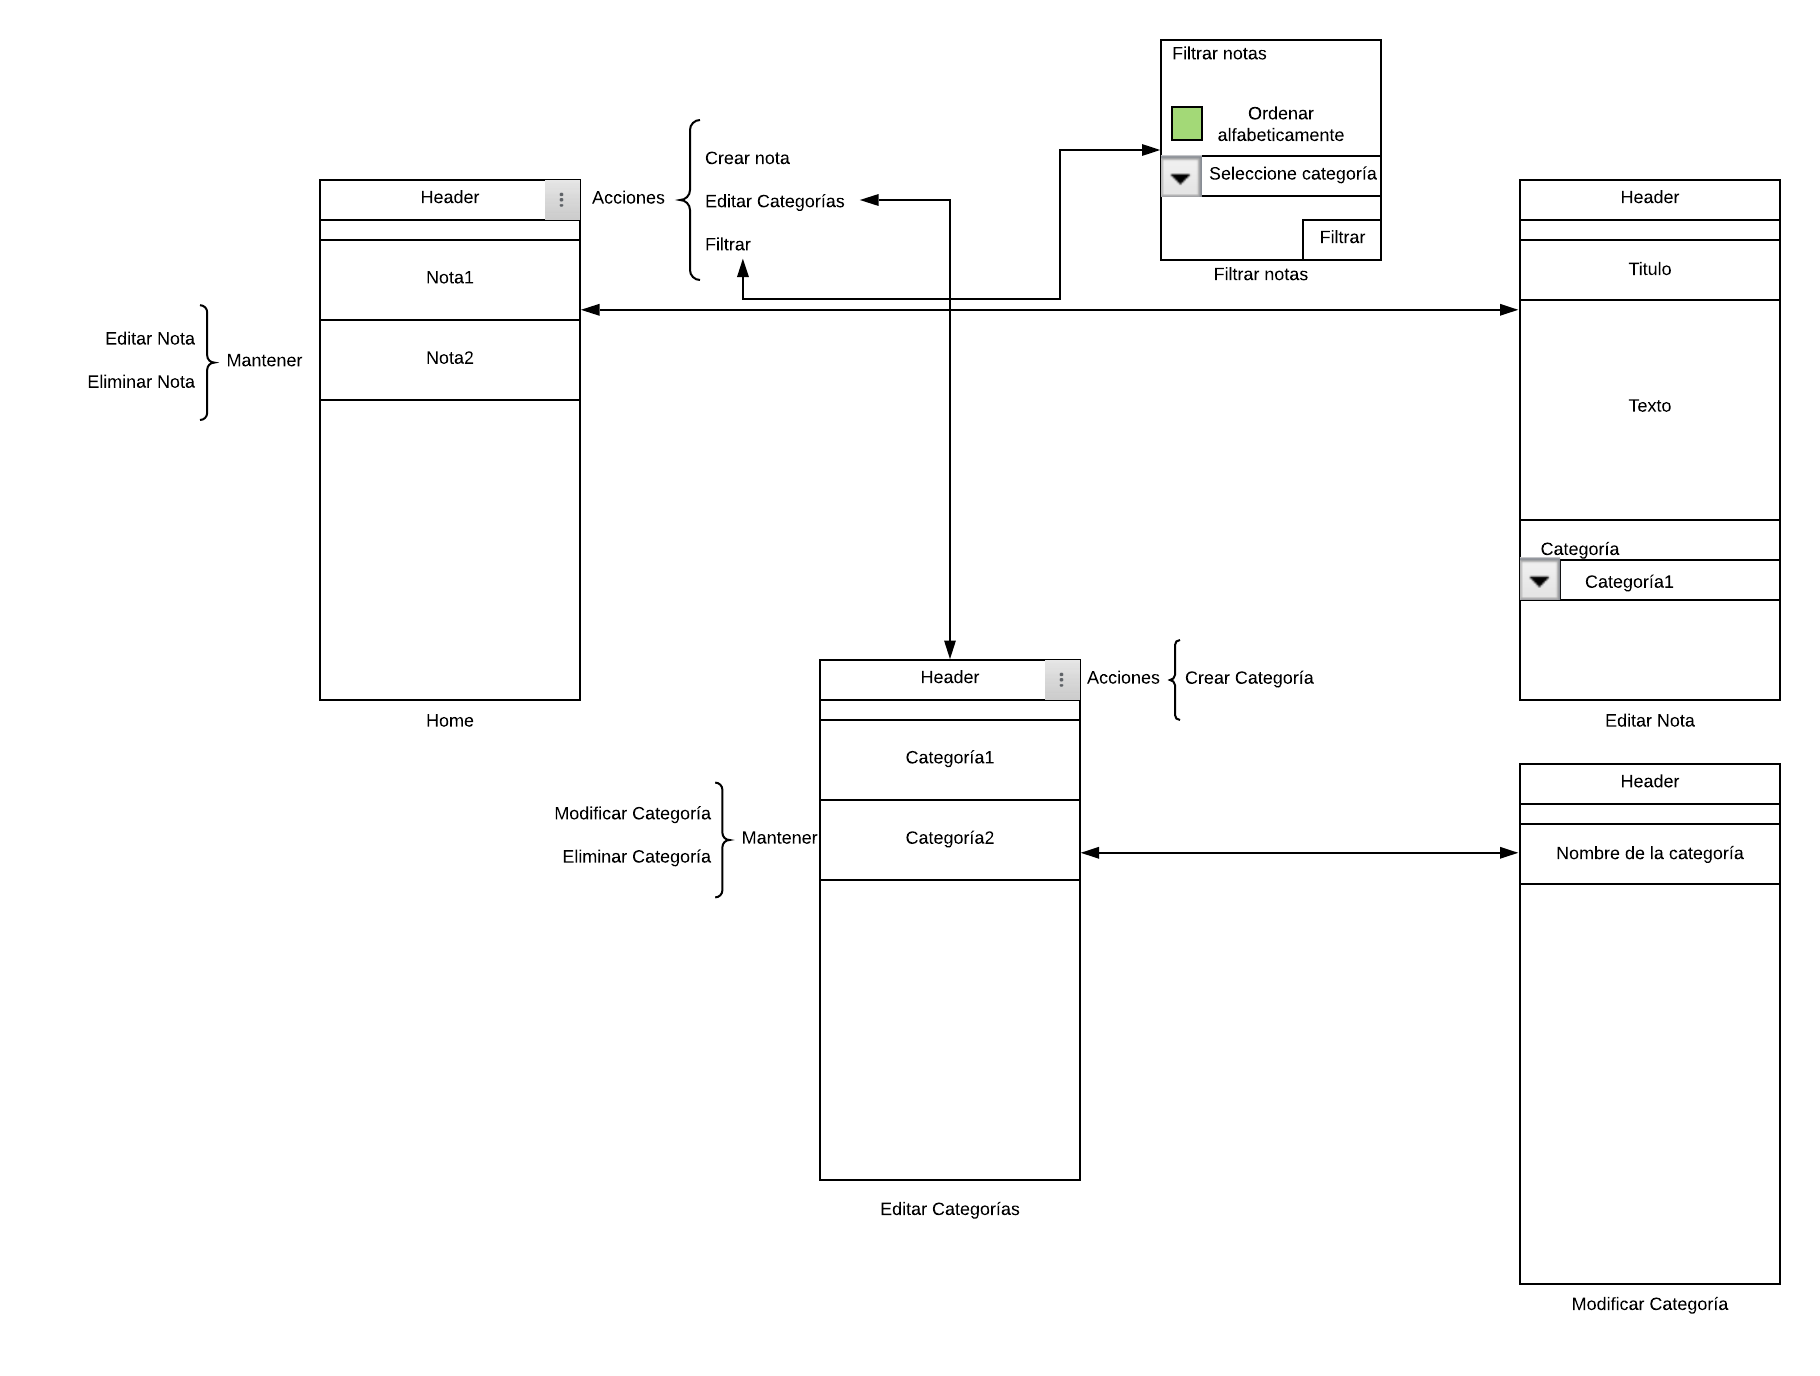 Filtrar notas
Ordenar
alfabeticamente
Seleccione categoría
Filtrar
Filtrar notas
Header
Acciones
Crear nota
Editar Categorías
Filtrar
Nota1
Nota2
Editar Nota
Eliminar Nota
Mantener
Home
Header
Titulo
Texto
Categoría
Categoría1
Editar Nota
Header
Acciones
Crear Categoría
Categoría1
Categoría2
Modificar Categoría
Eliminar Categoría
Mantener
Editar Categorías
Header
Nombre de la categoría
Modificar Categoría